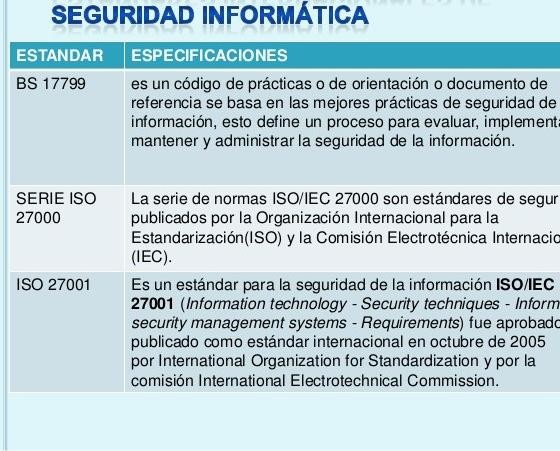 SEGURIDAD INFORMÁTICA
ESTANDAR ESPECIFICACIONES
BS 17799 es un código de prácticas o de orientación o documento de
referencia se basa en las mejores prácticas de seguridad de
información, esto define un proceso para evaluar, implementa
mantener y administrar la seguridad de la información.
SERIE ISO La serie de normas ISO/IEC 27000 son estándares de segur
27000 publicados por la Organización Internacional para la
Estandarización(ISO) y la Comisión Electrotécnica Internacio
(IEC).
ISO 27001 Es un estándar para la seguridad de la información ISO/IEC
27001 (Information technology - Security techniques - Inform
security management systems - Requirements) fue aprobado
publicado como estándar internacional en octubre de 2005
por International Organization for Standardization y por la
comisión International Electrotechnical Commission.